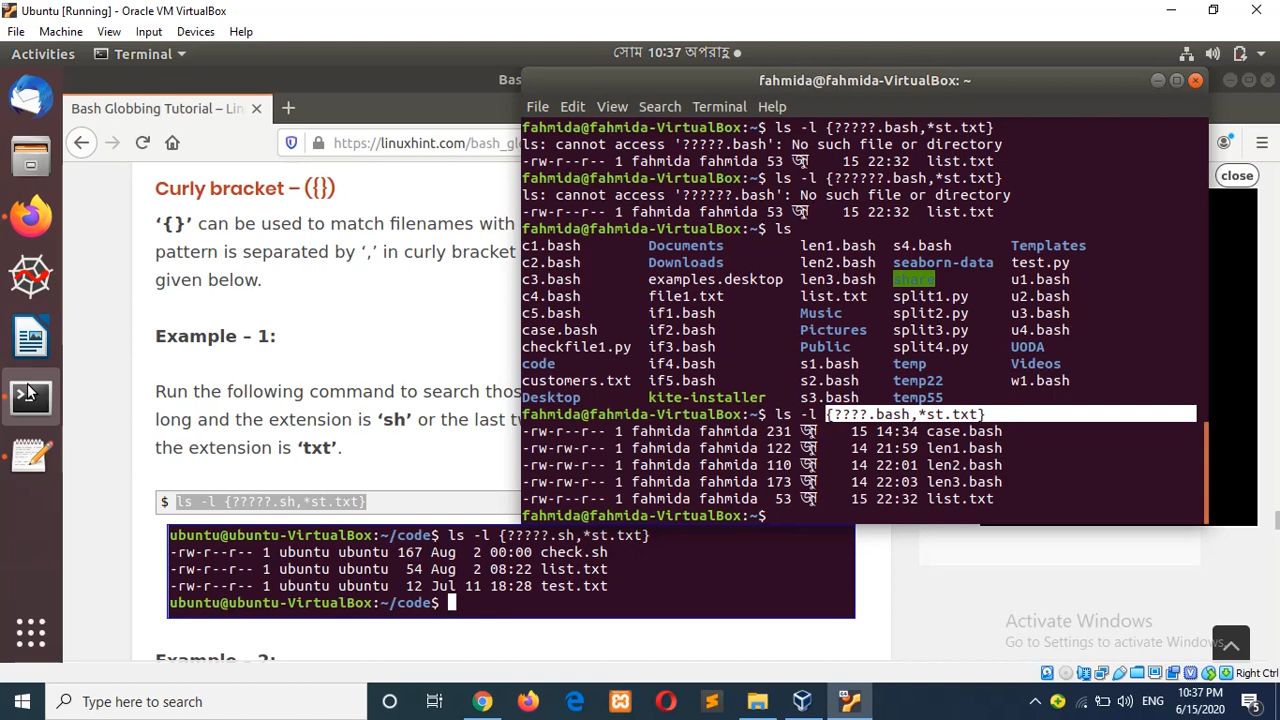 Ubuntu [Running] - Oracle VM VirtualBox
File Machine View Input Devices Help
Activities Terminal সোম 10:37 অপরাহ্ণ
Ba
Bash Globbing Tutorial – Lin
https://linuxhint.com/bash_glo
close
Curly bracket – ({})
‘{}’ can be used to match filenames with
pattern is separated by ‘,’ in curly bracket
given below.
Example – 1:
Run the following command to search thos
long and the extension is ‘sh’ or the last tw
the extension is ‘txt’.
$ ls -l {?????.sh,*st.txt}
ubuntu@ubuntu-VirtualBox:~/code$ ls -l {?????.sh,*st.txt}
-rw-r--r-- 1 ubuntu ubuntu 167 Aug 2 00:00 check.sh
-rw-r--r-- 1 ubuntu ubuntu 54 Aug 2 08:22 list.txt
-rw-r--r-- 1 ubuntu ubuntu 12 Jul 11 18:28 test.txt
ubuntu@ubuntu-VirtualBox:~/code$
Example – 2:
fahmida@fahmida-VirtualBox: ~
File Edit View Search Terminal Help
fahmida@fahmida-VirtualBox:~$ ls -l {?????.bash,*st.txt}
ls: cannot access '?????.bash': No such file or directory
-rw-r--r-- 1 fahmida fahmida 53 জুন 15 22:32 list.txt
fahmida@fahmida-VirtualBox:~$ ls -l {??????.bash,*st.txt}
ls: cannot access '??????.bash': No such file or directory
-rw-r--r-- 1 fahmida fahmida 53 জুন 15 22:32 list.txt
fahmida@fahmida-VirtualBox:~$ ls
c1.bash Documents len1.bash s4.bash Templates
c2.bash Downloads len2.bash seaborn-data test.py
c3.bash examples.desktop len3.bash share u1.bash
c4.bash file1.txt list.txt split1.py u2.bash
c5.bash if1.bash Music split2.py u3.bash
case.bash if2.bash Pictures split3.py u4.bash
checkfile1.py if3.bash Public split4.py UODA
code if4.bash s1.bash temp Videos
customers.txt if5.bash s2.bash temp22 w1.bash
Desktop kite-installer s3.bash temp55
fahmida@fahmida-VirtualBox:~$ ls -l {????.bash,*st.txt}
-rw-r--r-- 1 fahmida fahmida 231 জুন 15 14:34 case.bash
-rw-r--r-- 1 fahmida fahmida 122 জুন 14 21:59 len1.bash
-rw-r--r-- 1 fahmida fahmida 110 জুন 14 22:01 len2.bash
-rw-r--r-- 1 fahmida fahmida 173 জুন 14 22:03 len3.bash
-rw-r--r-- 1 fahmida fahmida 53 জুন 15 22:32 list.txt
fahmida@fahmida-VirtualBox:~$
Activate Windows
Go to Settings to activate Windows.
Right Ctrl
Type here to search
ENG
10:37 PM
6/15/2020
5